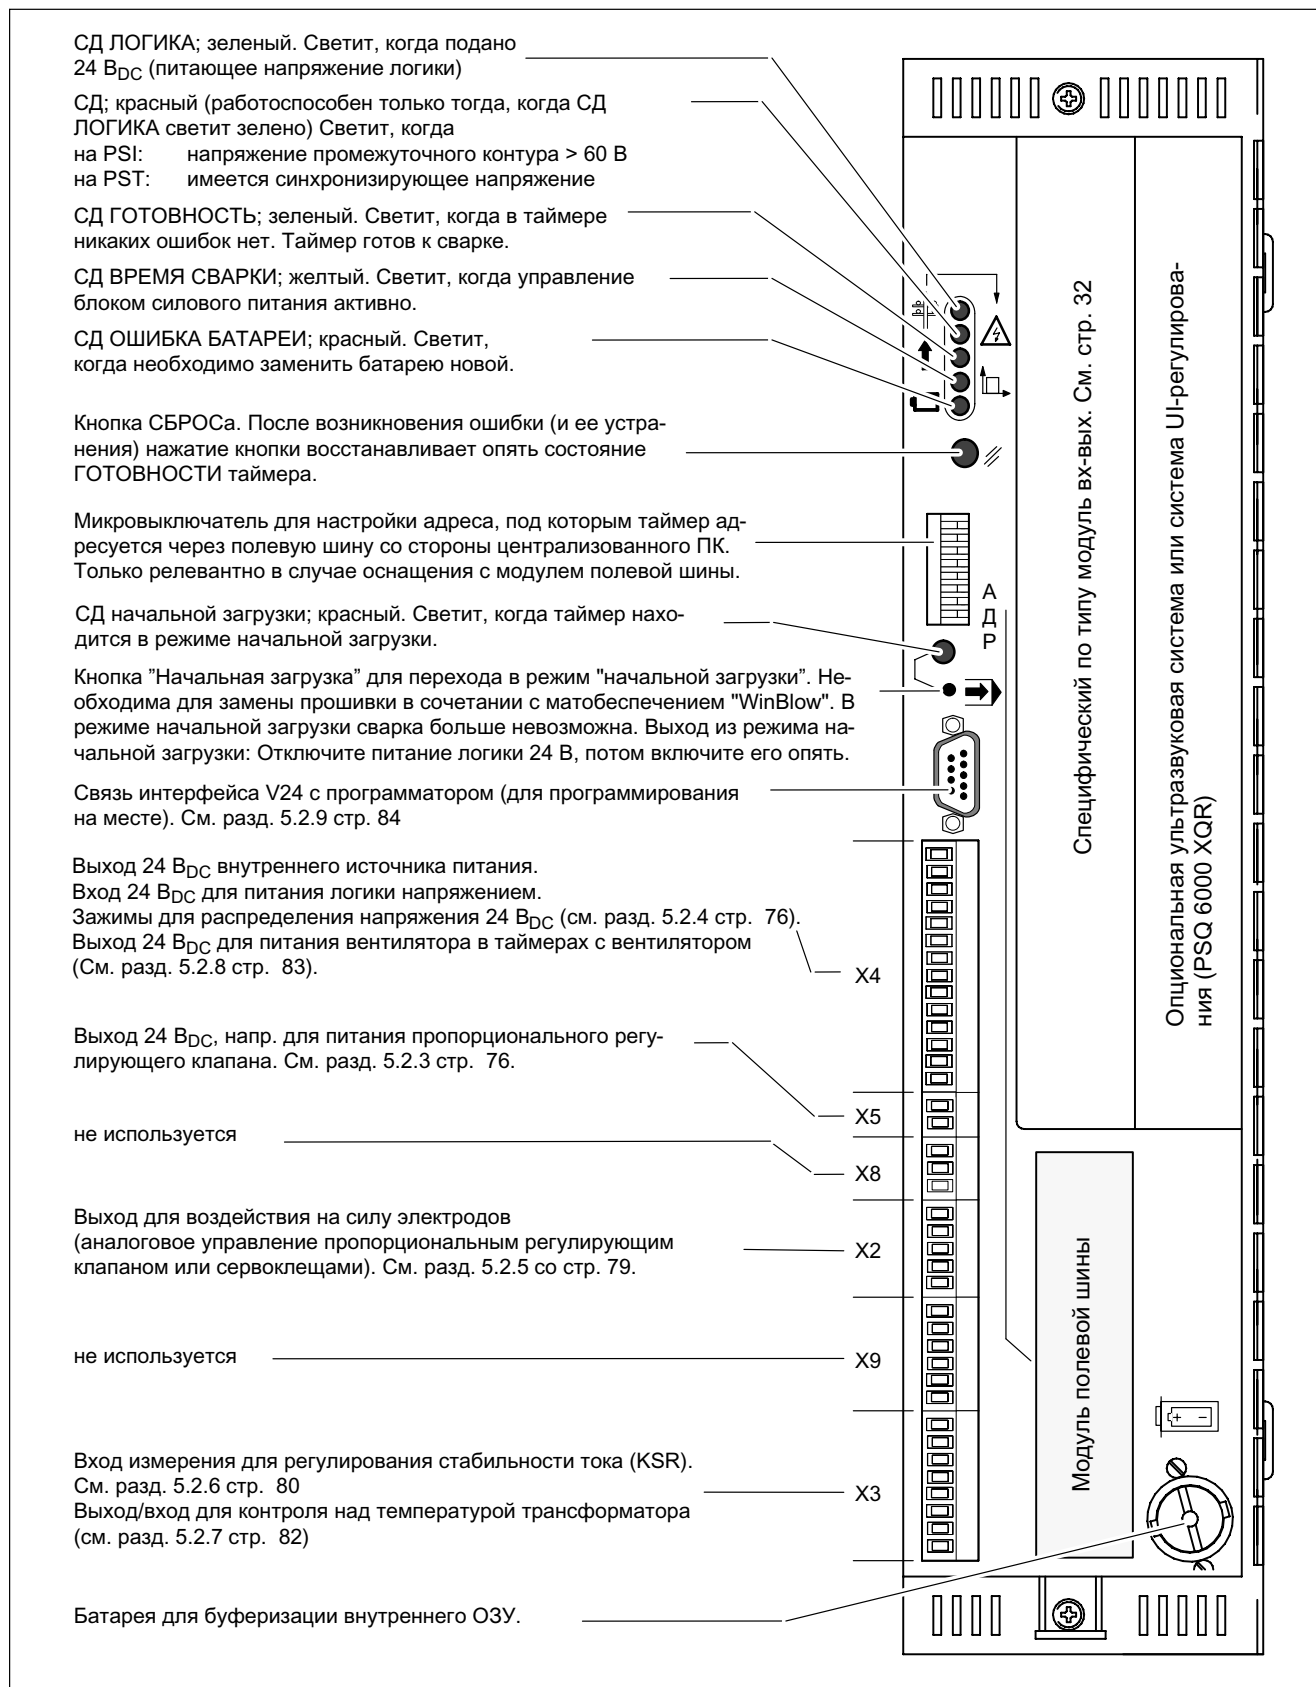 СД ЛОГИКА; зеленый. Светит, когда подано
24 ВDC (питающее напряжение логики)
СД; красный (работоспособен только тогда, когда СД
ЛОГИКА светит зелено) Светит, когда
на PSI: напряжение промежуточного контура > 60 В
на PST: имеется синхронизирующее напряжение
СД ГОТОВНОСТЬ; зеленый. Светит, когда в таймере
никаких ошибок нет. Таймер готов к сварке.
СД ВРЕМЯ СВАРКИ; желтый. Светит, когда управление
блоком силового питания активно.
СД ОШИБКА БАТАРЕИ; красный. Светит,
когда необходимо заменить батарею новой.
Кнопка СБРОСа. После возникновения ошибки (и ее устра-
нения) нажатие кнопки восстанавливает опять состояние
ГОТОВНОСТИ таймера.
Микровыключатель для настройки адреса, под которым таймер ад-
ресуется через полевую шину со стороны централизованного ПК.
Только релевантно в случае оснащения с модулем полевой шины.
СД начальной загрузки; красный. Светит, когда таймер нахо-
дится в режиме начальной загрузки.
Кнопка ”Начальная загрузка” для перехода в режим "начальной загрузки”. Не-
обходима для замены прошивки в сочетании с матобеспечением "WinBlow". В
режиме начальной загрузки сварка больше невозможна. Выход из режима на-
чальной загрузки: Отключите питание логики 24 В, потом включите его опять.
Связь интерфейса V24 с программатором (для программирования
на месте). См. разд. 5.2.9 стр. 84
Выход 24 ВDC внутреннего источника питания.
Вход 24 ВDC для питания логики напряжением.
Зажимы для распределения напряжения 24 ВDC (см. разд. 5.2.4 стр. 76).
Выход 24 ВDC для питания вентилятора в таймерах с вентилятором
(См. разд. 5.2.8 стр. 83).
X4
Выход 24 ВDC, напр. для питания пропорционального регу-
лирующего клапана. См. разд. 5.2.3 стр. 76.
X5
не используется
X8
Выход для воздействия на силу электродов
(аналоговое управление пропорциональным регулирующим
клапаном или сервоклещами). См. разд. 5.2.5 со стр. 79.
X2
не используется
X9
Вход измерения для регулирования стабильности тока (KSR).
См. разд. 5.2.6 стр. 80
Выход/вход для контроля над температурой трансформатора
(см. разд. 5.2.7 стр. 82)
X3
Батарея для буферизации внутреннего ОЗУ.
А
Д
Р
Специфический по типу модуль вх-вых. См. стр. 32
Опциональная ультразвуковая система или система UI-регулирова-
ния (PSQ 6000 XQR)
Модуль полевой шины
+ −